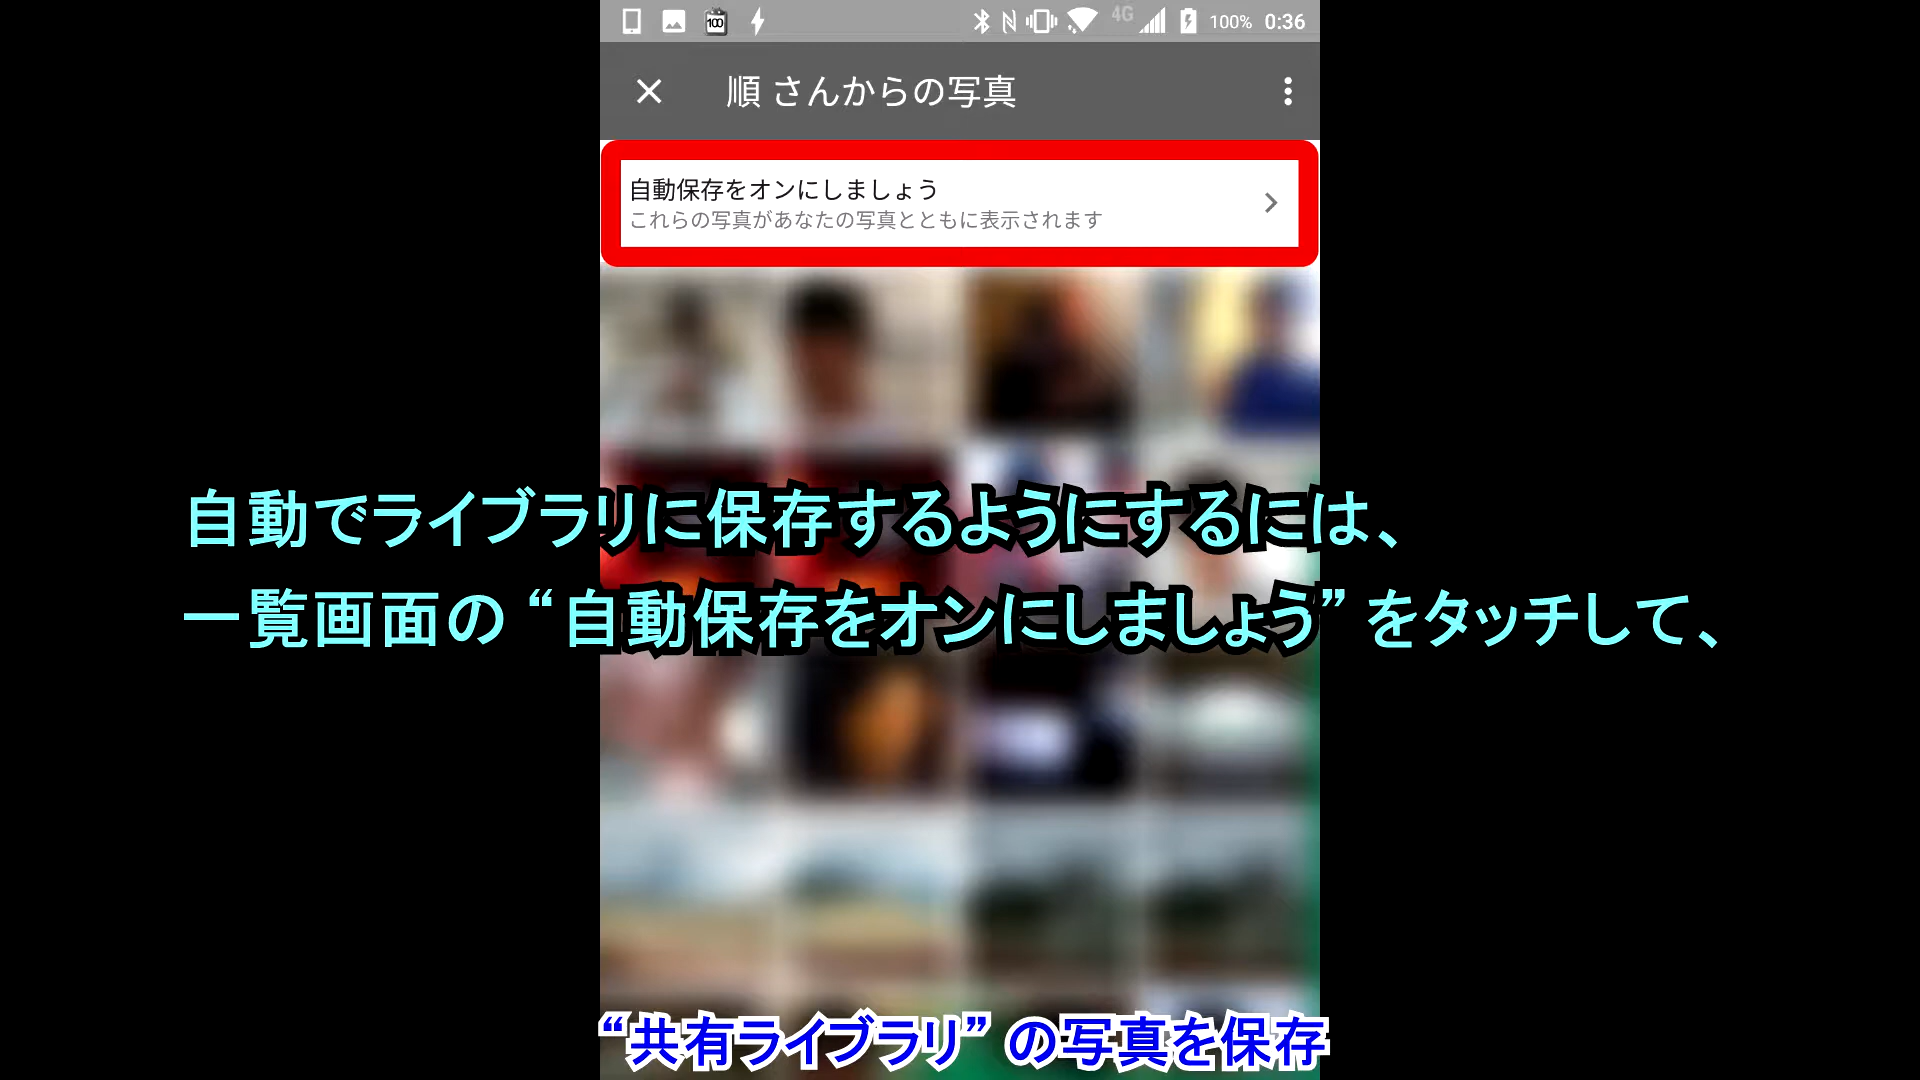 100 4G 100% 0:36
順 さんからの写真
自動保存をオンにしましょう
これらの写真があなたの写真とともに表示されます
自動でライブラリに保存するようにするには、
一覧画面の“自動保存をオンにしましょう”をタッチして、
“共有ライブラリ”の写真を保存